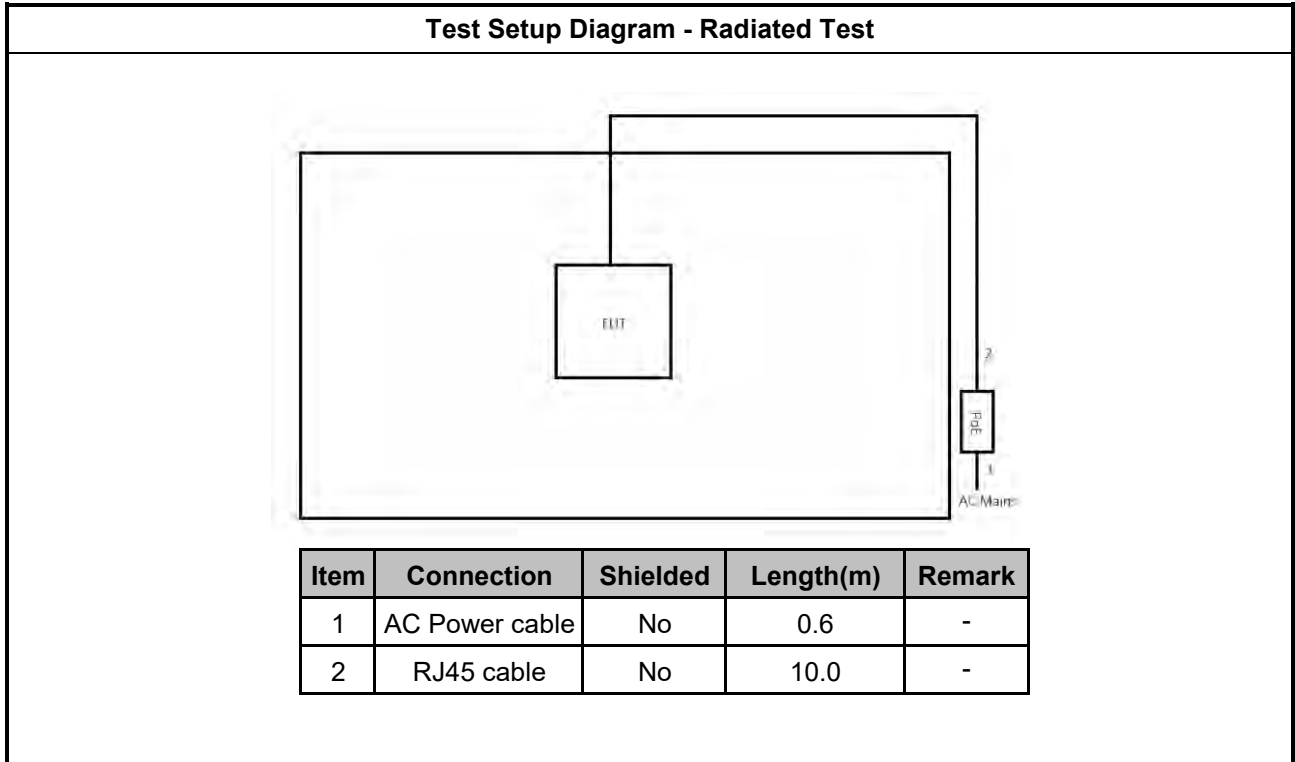 Test Setup Diagram - Radiated Test
EUT
2
PoE
1
AC Mains
Item Connection Shielded Length(m) Remark
1 AC Power cable No 0.6 -
2 RJ45 cable No 10.0 -